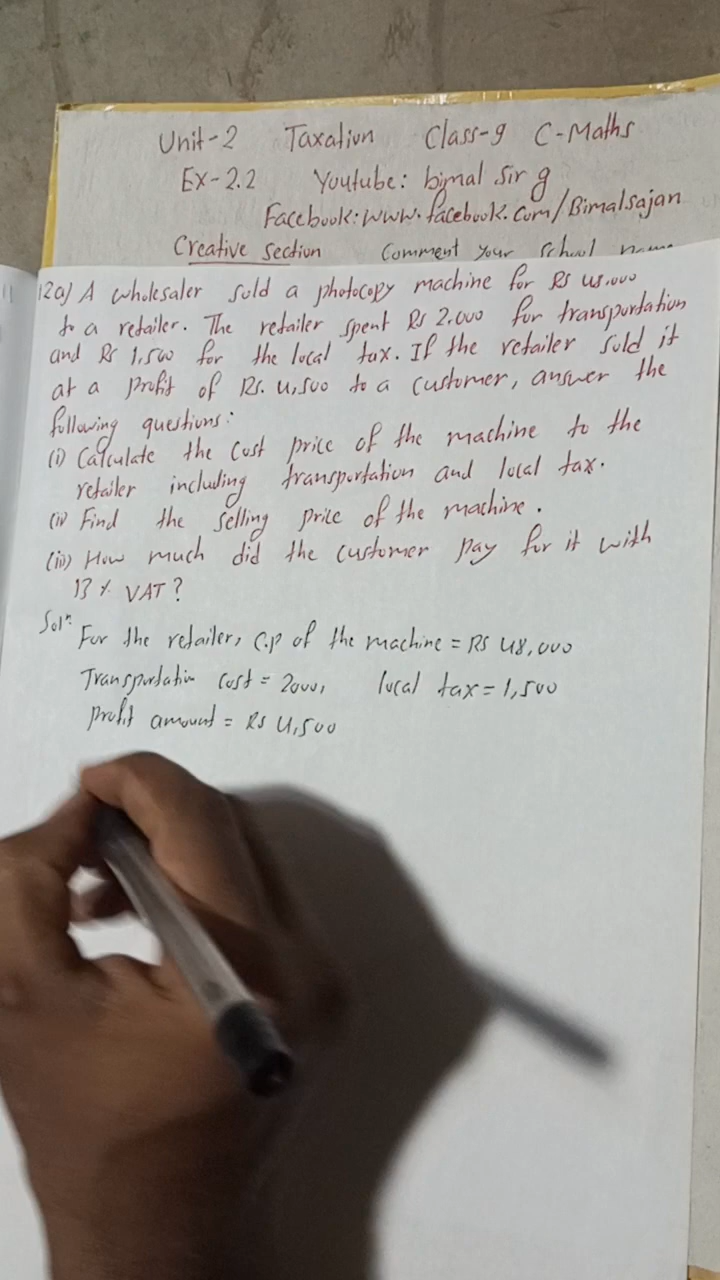 Unit-2 Taxation Class-9 C-Maths
Ex-2.2 Youtube: bimal sir g
Facebook: www.facebook.com/Bimalsajan
Creative section Comment your school name
12a) A wholesaler sold a photocopy machine for Rs 48,000
to a retailer. The retailer spent Rs 2,000 for transportation
and Rs 1,500 for the local tax. If the retailer sold it
at a profit of Rs. 4,500 to a customer, answer the
following questions:
(i) Calculate the cost price of the machine to the
retailer including transportation and local tax.
(ii) Find the selling price of the machine.
(iii) How much did the customer pay for it with
13% VAT?
Solⁿ
For the retailer, C.P of the machine = RS 48,000
Transportation cost = 2000, local tax = 1,500
Profit amount = Rs 4,500